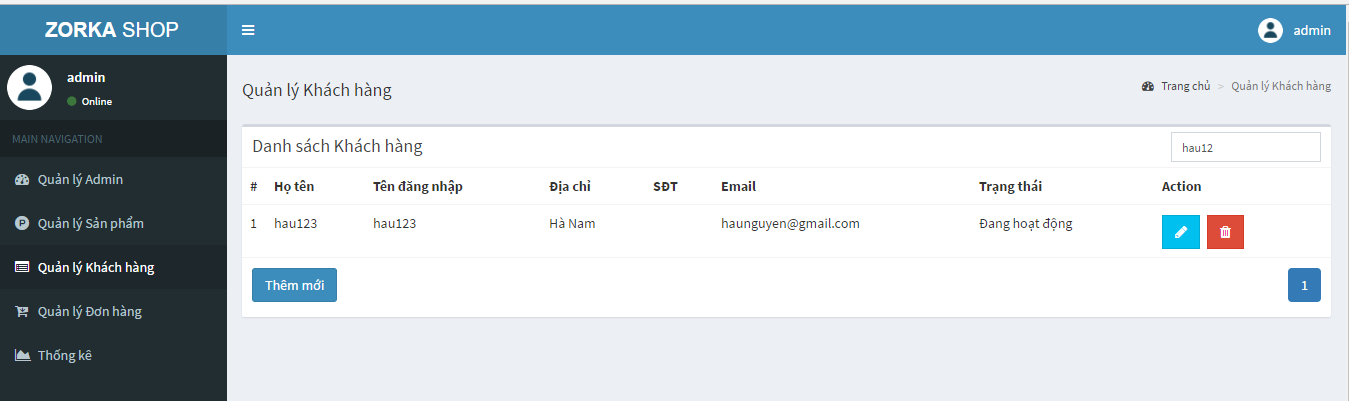 ZORKA SHOP
admin
admin
Online
MAIN NAVIGATION
Quản lý Admin
Quản lý Sản phẩm
Quản lý Khách hàng
Quản lý Đơn hàng
Thống kê
Quản lý Khách hàng
Trang chủ > Quản lý Khách hàng
Danh sách Khách hàng
hau12
# Họ tên Tên đăng nhập Địa chỉ SĐT Email Trạng thái Action
1 hau123 hau123 Hà Nam haunguyen@gmail.com Đang hoạt động
Thêm mới
1